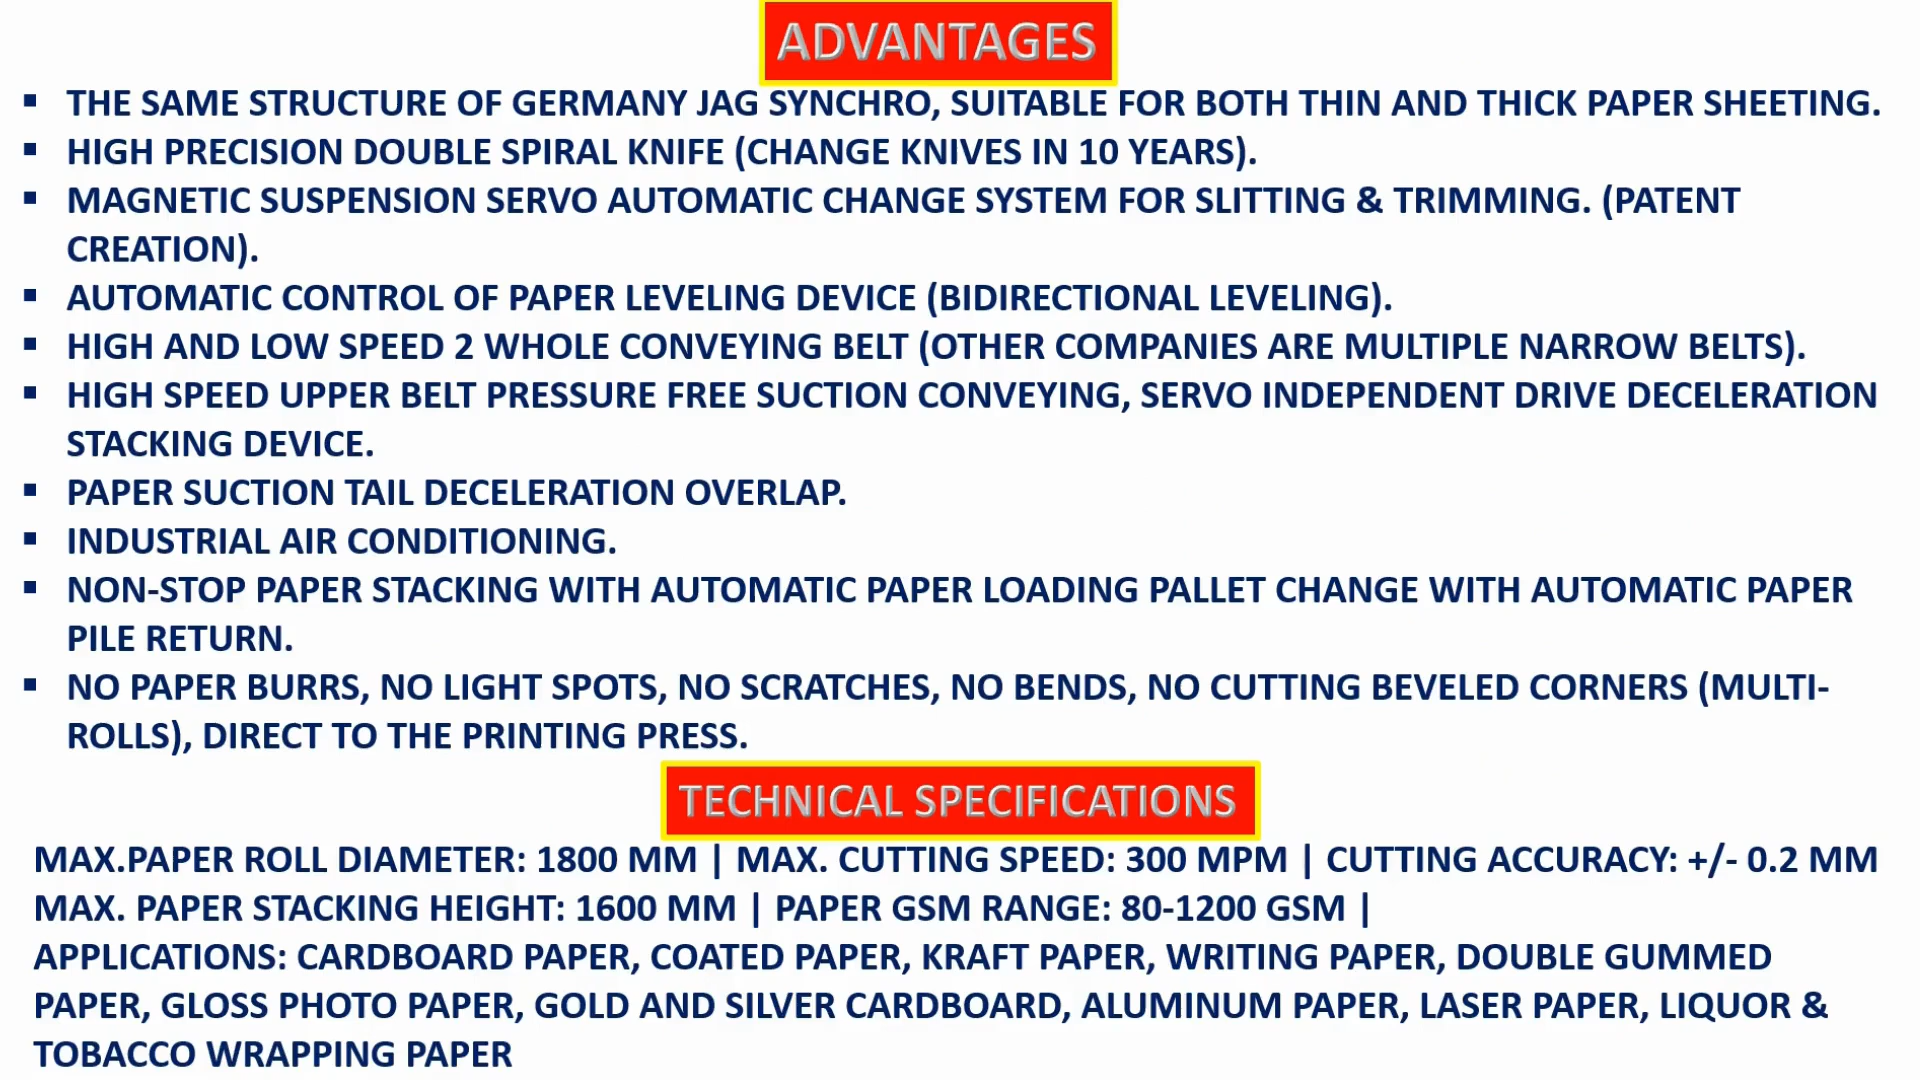 ADVANTAGES
▪ THE SAME STRUCTURE OF GERMANY JAG SYNCHRO, SUITABLE FOR BOTH THIN AND THICK PAPER SHEETING.
▪ HIGH PRECISION DOUBLE SPIRAL KNIFE (CHANGE KNIVES IN 10 YEARS).
▪ MAGNETIC SUSPENSION SERVO AUTOMATIC CHANGE SYSTEM FOR SLITTING & TRIMMING. (PATENT
CREATION).
▪ AUTOMATIC CONTROL OF PAPER LEVELING DEVICE (BIDIRECTIONAL LEVELING).
▪ HIGH AND LOW SPEED 2 WHOLE CONVEYING BELT (OTHER COMPANIES ARE MULTIPLE NARROW BELTS).
▪ HIGH SPEED UPPER BELT PRESSURE FREE SUCTION CONVEYING, SERVO INDEPENDENT DRIVE DECELERATION
STACKING DEVICE.
▪ PAPER SUCTION TAIL DECELERATION OVERLAP.
▪ INDUSTRIAL AIR CONDITIONING.
▪ NON-STOP PAPER STACKING WITH AUTOMATIC PAPER LOADING PALLET CHANGE WITH AUTOMATIC PAPER
PILE RETURN.
▪ NO PAPER BURRS, NO LIGHT SPOTS, NO SCRATCHES, NO BENDS, NO CUTTING BEVELED CORNERS (MULTI-
ROLLS), DIRECT TO THE PRINTING PRESS.
TECHNICAL SPECIFICATIONS
MAX.PAPER ROLL DIAMETER: 1800 MM | MAX. CUTTING SPEED: 300 MPM | CUTTING ACCURACY: +/- 0.2 MM
MAX. PAPER STACKING HEIGHT: 1600 MM | PAPER GSM RANGE: 80-1200 GSM |
APPLICATIONS: CARDBOARD PAPER, COATED PAPER, KRAFT PAPER, WRITING PAPER, DOUBLE GUMMED
PAPER, GLOSS PHOTO PAPER, GOLD AND SILVER CARDBOARD, ALUMINUM PAPER, LASER PAPER, LIQUOR &
TOBACCO WRAPPING PAPER